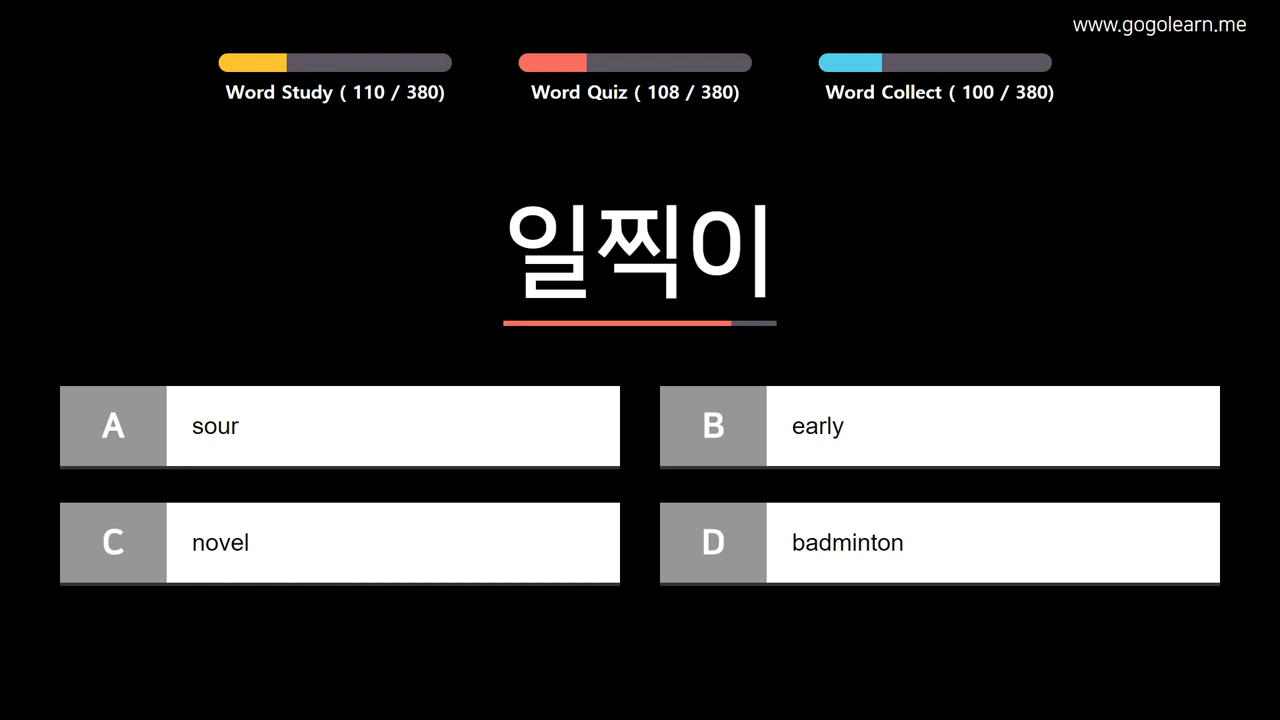 www.gogolearn.me
Word Study ( 110 / 380)
Word Quiz ( 108 / 380)
Word Collect ( 100 / 380)
일찍이
A sour
B early
C novel
D badminton